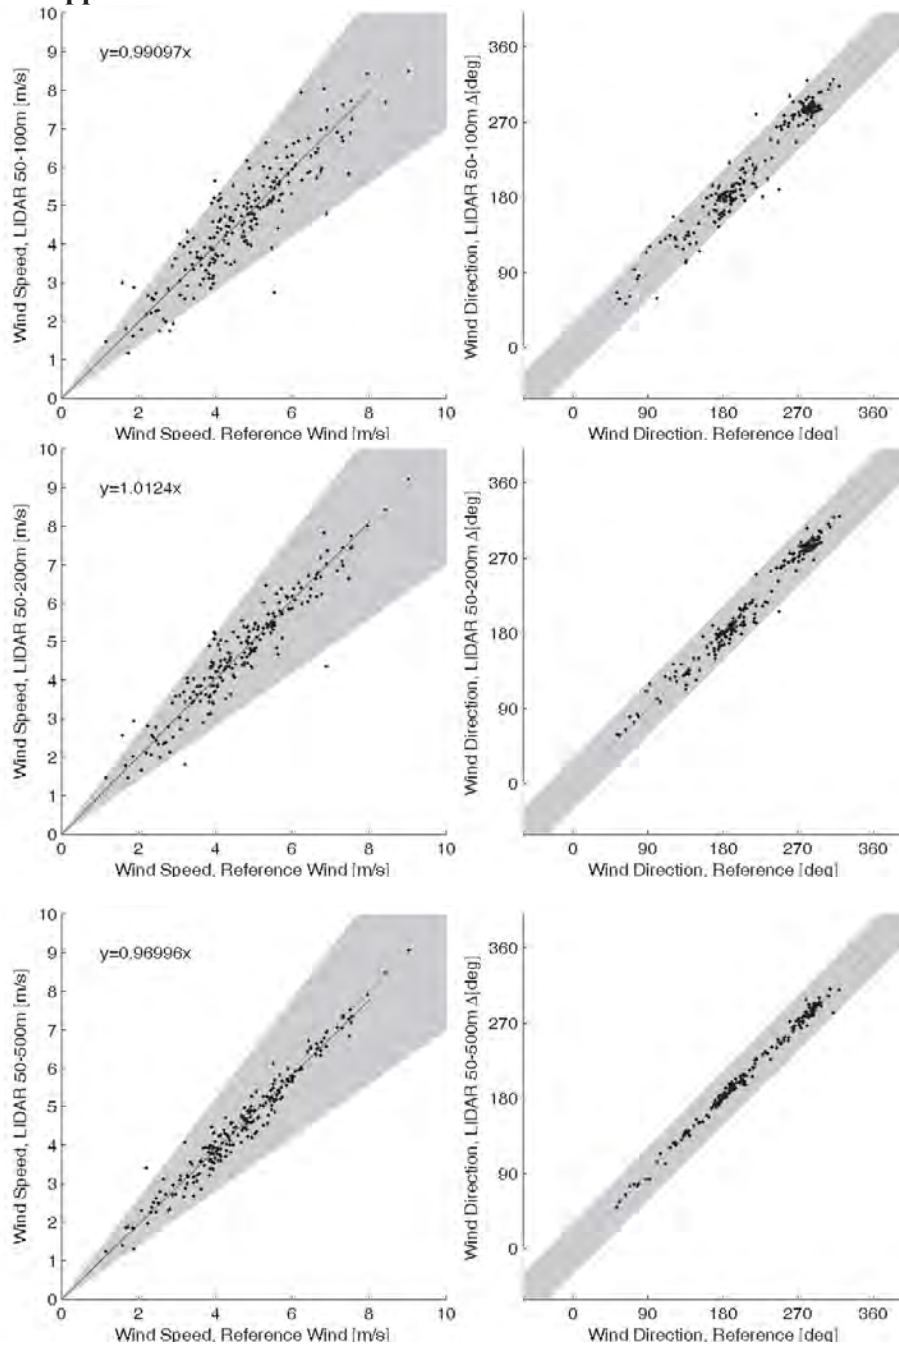 10
9
8
7
6
5
4
3
2
1
0
Wind Speed, LIDAR 50-100m [m/s]
y=0.99097x
0 2 4 6 8 10
Wind Speed, Reference Wind [m/s]
360
270
180
90
0
Wind Direction, LIDAR 50-100m Δ[deg]
0 90 180 270 360
Wind Direction, Reference [deg]
10
9
8
7
6
5
4
3
2
1
0
Wind Speed, LIDAR 50-200m [m/s]
y=1.0124x
0 2 4 6 8 10
Wind Speed, Reference Wind [m/s]
360
270
180
90
0
Wind Direction, LIDAR 50-200m Δ[deg]
0 90 180 270 360
Wind Direction, Reference [deg]
10
9
8
7
6
5
4
3
2
1
0
Wind Speed, LIDAR 50-500m [m/s]
y=0.96996x
0 2 4 6 8 10
Wind Speed, Reference Wind [m/s]
360
270
180
90
0
Wind Direction, LIDAR 50-500m Δ[deg]
0 90 180 270 360
Wind Direction, Reference [deg]